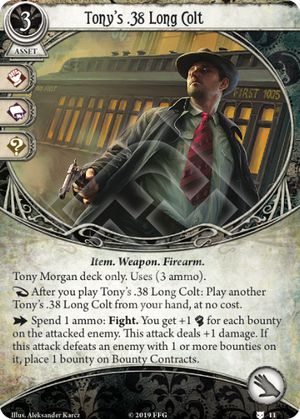 3
Tony's .38 Long Colt
ASSET
FIRST 1005
Item. Weapon. Firearm.
Tony Morgan deck only. Uses (3 ammo).
After you play Tony's .38 Long Colt: Play another
Tony's .38 Long Colt from your hand, at no cost.
Spend 1 ammo: Fight. You get +1 for each bounty
on the attacked enemy. This attack deals +1 damage. If
this attack defeats an enemy with 1 or more bounties on
it, place 1 bounty on Bounty Contracts.
Illus. Aleksander Karcz
© 2019 FFG
11